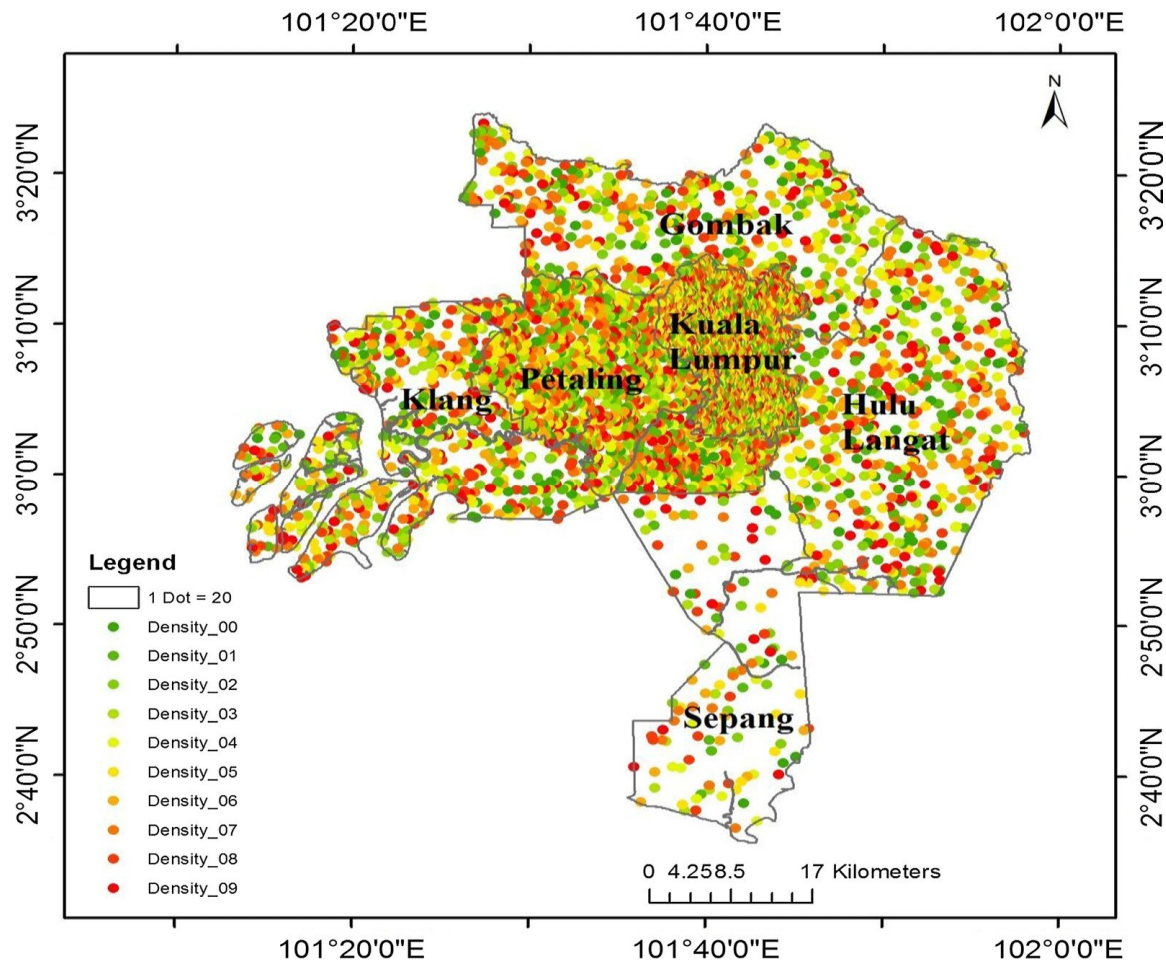 101°20'0"E 101°40'0"E 102°0'0"E
N
3°20'0"N
3°20'0"N
Gombak
3°10'0"N
3°10'0"N
Kuala
Lumpur
Petaling
Klang
Hulu
Langat
3°0'0"N
3°0'0"N
Legend
1 Dot = 20
Density_00
Density_01
Density_02
Density_03
Density_04
Density_05
Density_06
Density_07
Density_08
Density_09
2°50'0"N
2°50'0"N
Sepang
2°40'0"N
2°40'0"N
0 4.258.5 17 Kilometers
101°20'0"E 101°40'0"E 102°0'0"E